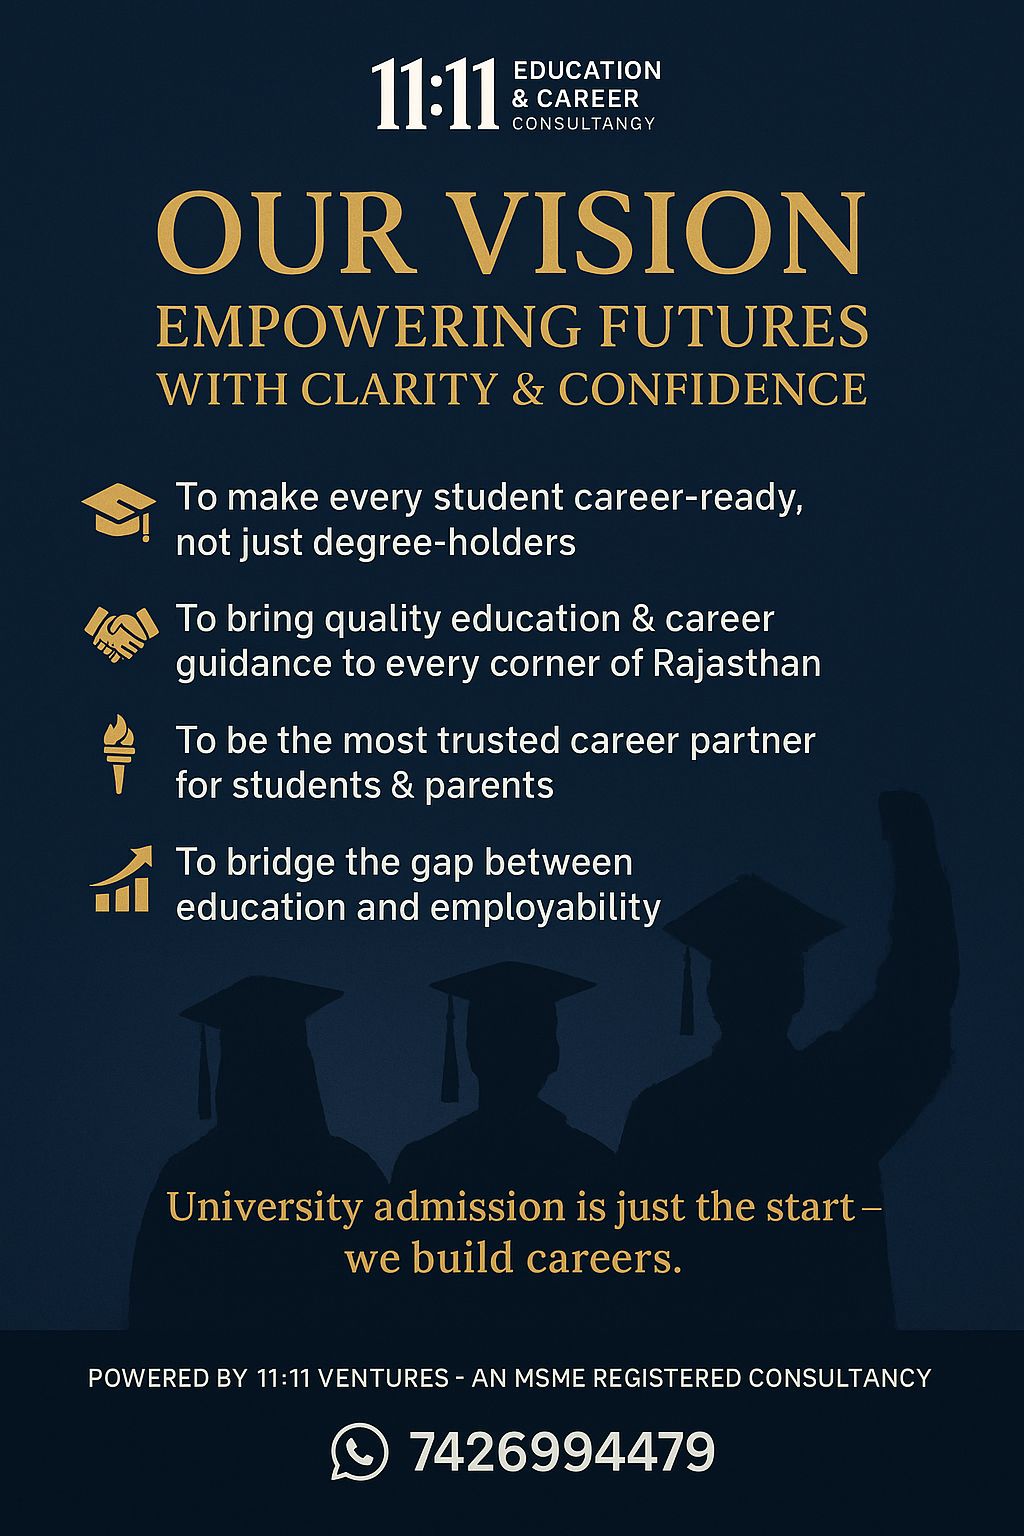 11:11 EDUCATION
& CAREER
CONSULTANGY
OUR VISION
EMPOWERING FUTURES
WITH CLARITY & CONFIDENCE
To make every student career-ready,
not just degree-holders
To bring quality education & career
guidance to every corner of Rajasthan
To be the most trusted career partner
for students & parents
To bridge the gap between
education and employability
University admission is just the start –
we build careers.
POWERED BY 11:11 VENTURES - AN MSME REGISTERED CONSULTANCY
7426994479